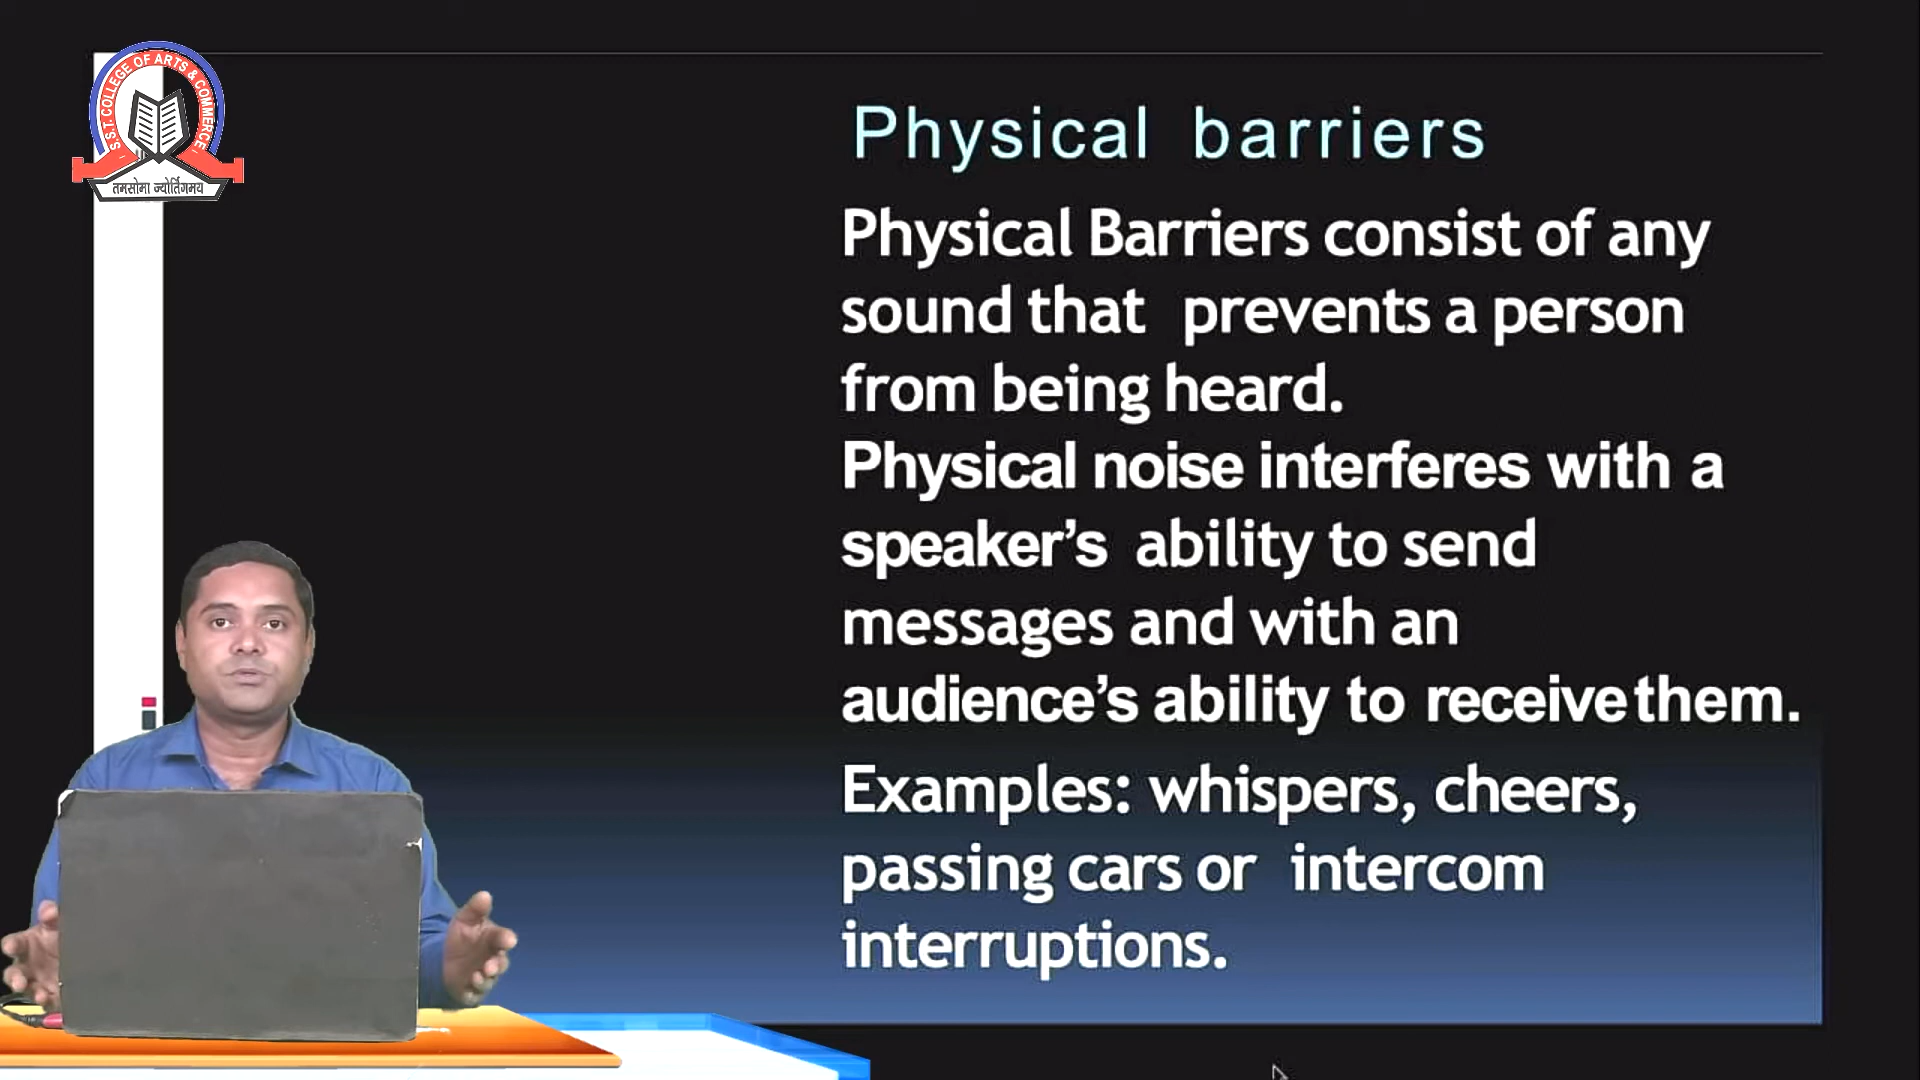 S.S.T. COLLEGE OF ARTS & COMMERCE
तमसोमा ज्योर्तिगमय
Physical barriers
Physical Barriers consist of any
sound that prevents a person
from being heard.
Physical noise interferes with a
speaker’s ability to send
messages and with an
audience’s ability to receive them.
Examples: whispers, cheers,
passing cars or intercom
interruptions.